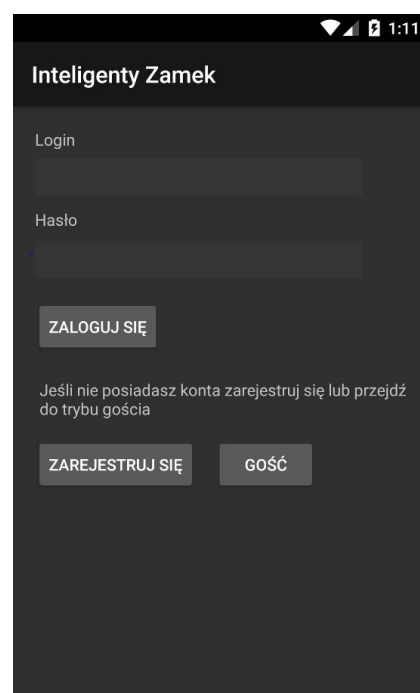 1:11
Inteligenty Zamek
Login
Hasło
ZALOGUJ SIĘ
Jeśli nie posiadasz konta zarejestruj się lub przejdź
do trybu gościa
ZAREJESTRUJ SIĘ GOŚĆ